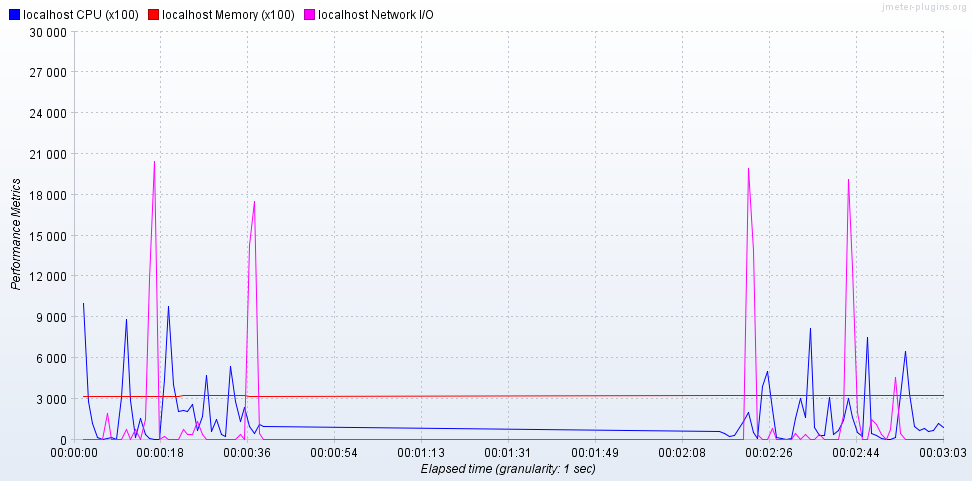 localhost CPU (x100) localhost Memory (x100) localhost Network I/O
jmeter-plugins.org
30 000
27 000
24 000
21 000
18 000
15 000
12 000
9 000
6 000
3 000
0
Performance Metrics
00:00:00 00:00:18 00:00:36 00:00:54 00:01:13 00:01:31 00:01:49 00:02:08 00:02:26 00:02:44 00:03:03
Elapsed time (granularity: 1 sec)